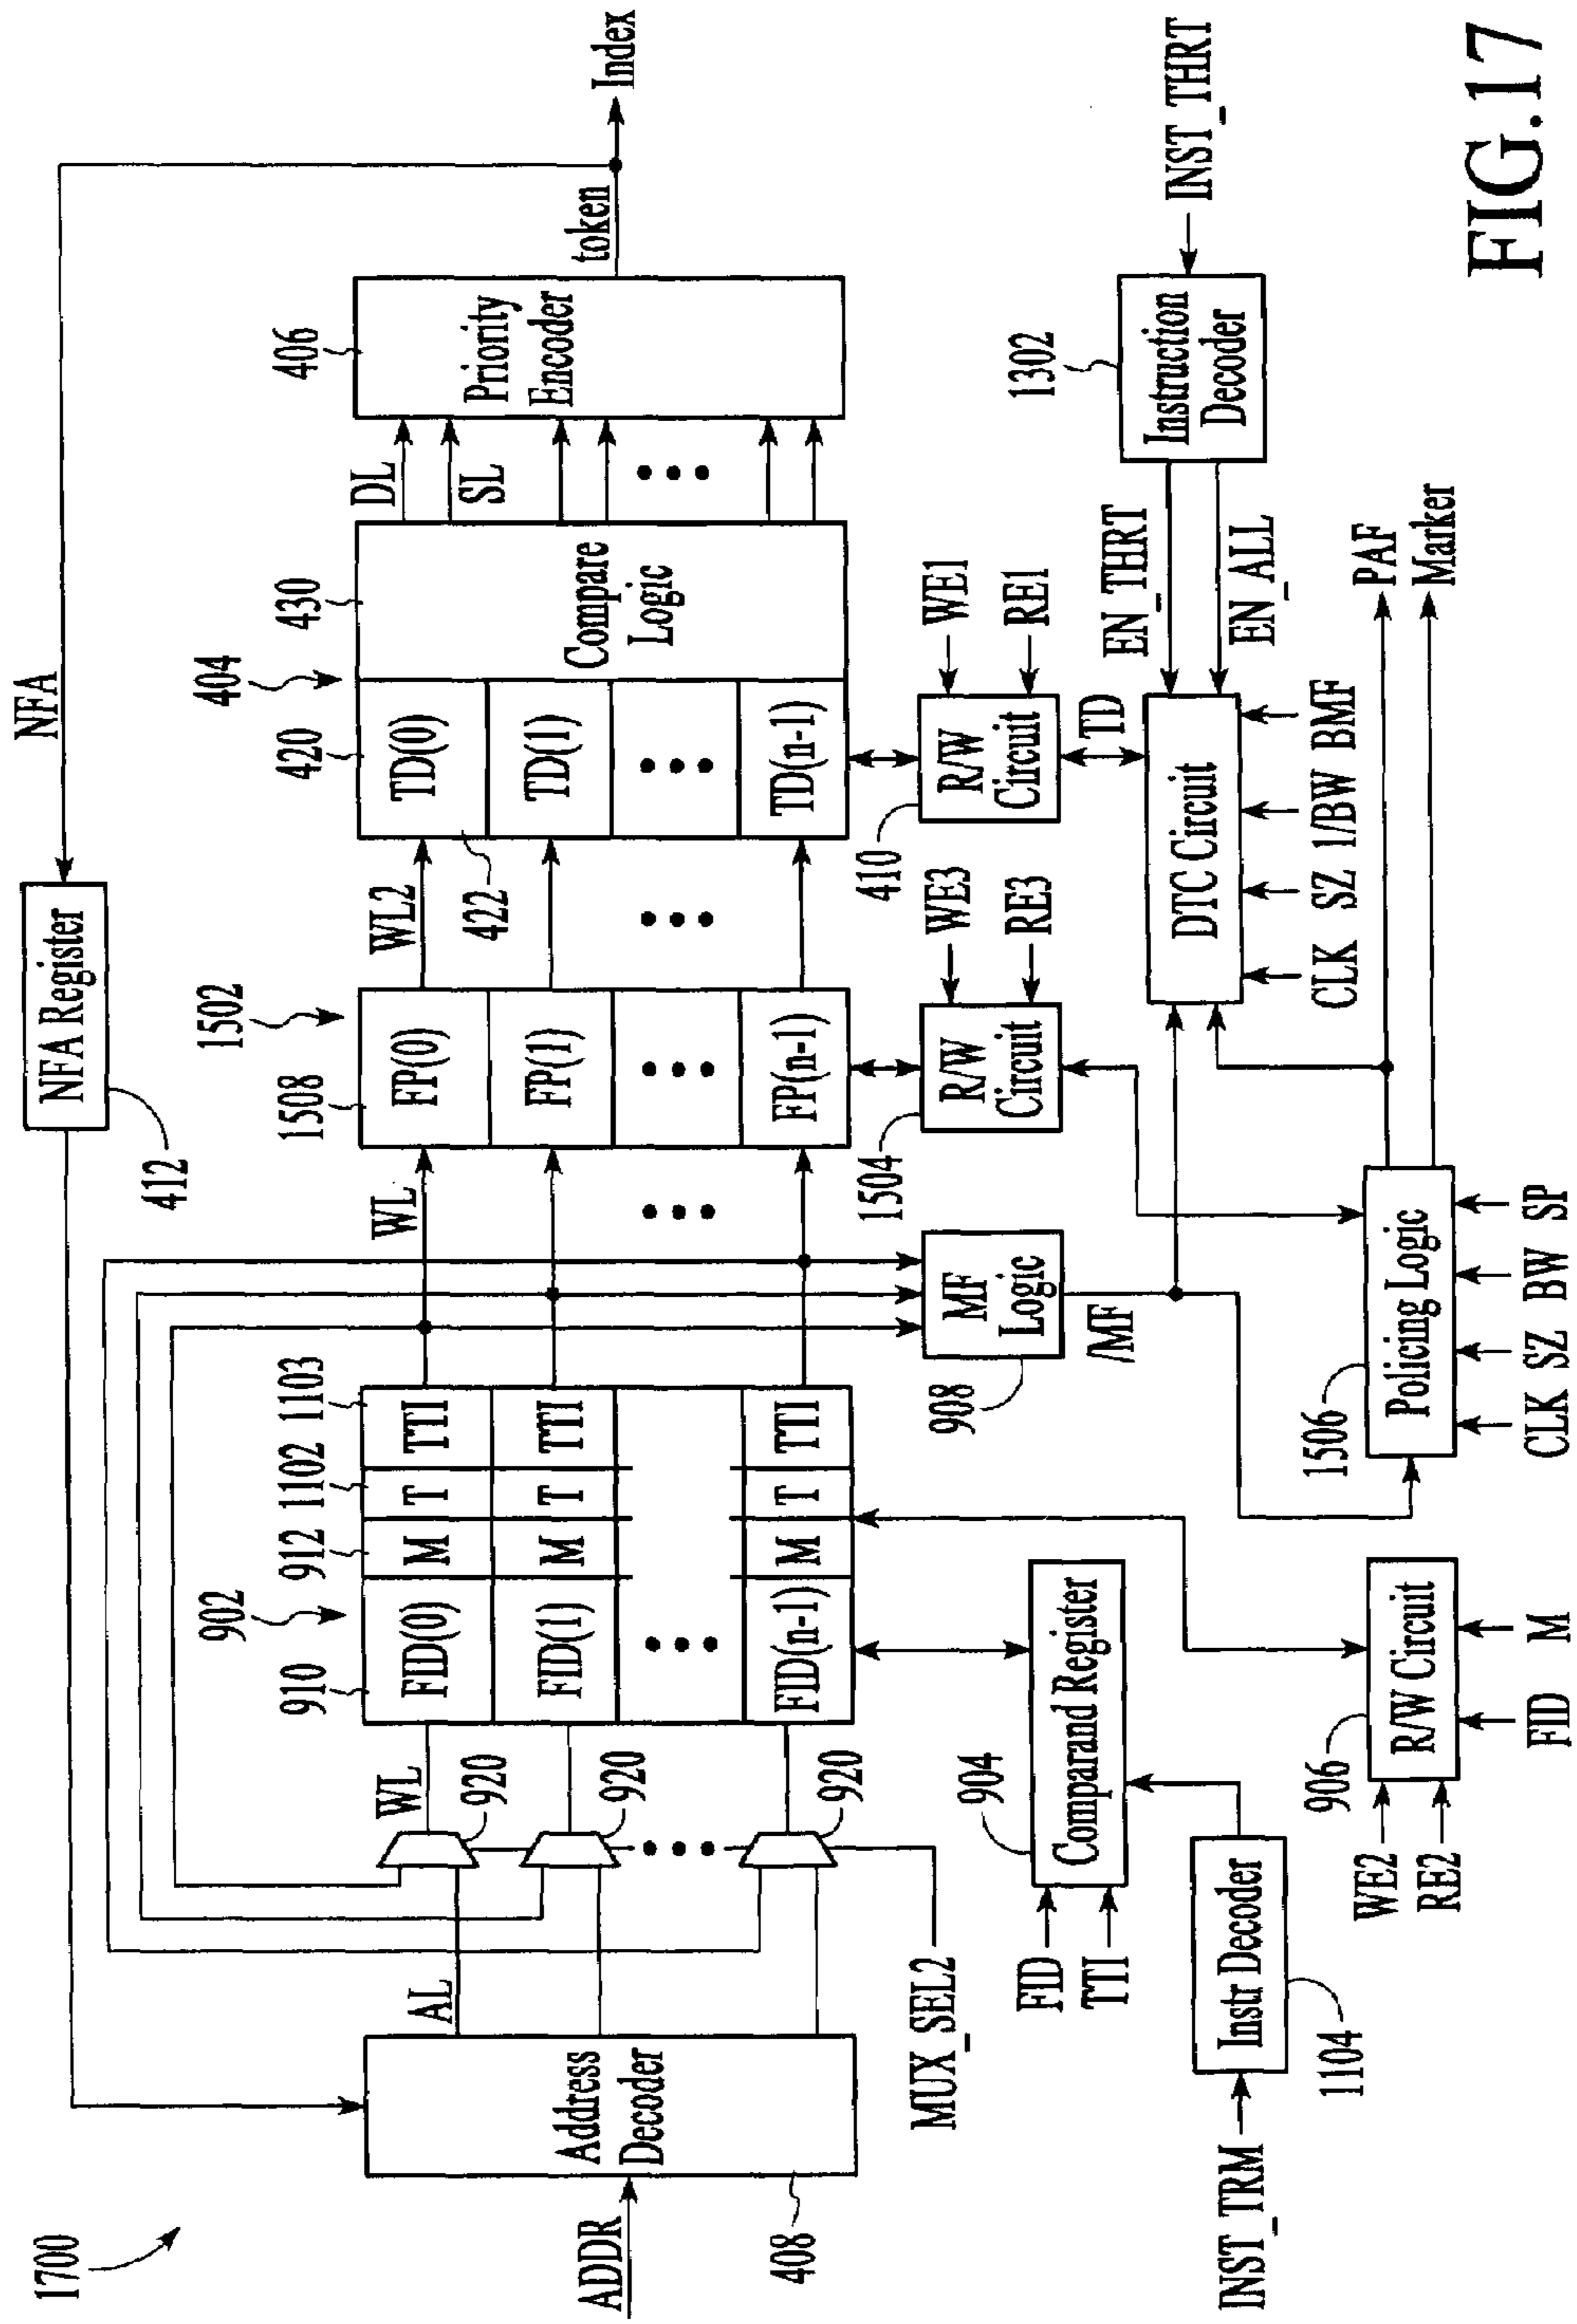 1700
NFA
NFA Register
412
ADDR
Address
Decoder
408
AL
WL
920
920
920
MUX_SEL2
902
910
912
1102
1103
FID(0) M T TTI
FID(1) M T TTI
FID(n-1) M T TTI
WL
1502
1508
FP(0)
FP(1)
FP(n-1)
WL2
422
404
420
430
TD(0)
TD(1)
TD(n-1)
Compare
Logic
DL
SL
406
Priority
Encoder
token
Index
MF
Logic
908
/MF
R/W
Circuit
1504
WE3
RE3
R/W
Circuit
410
WE1
RE1
TD
FID
TTI
904
Comparand Register
INST_TRM
Instr Decoder
1104
WE2
RE2
906
R/W Circuit
FID M
1506
Policing Logic
CLK SZ BW SP
DTC Circuit
CLK SZ 1/BW BMF
EN_THRT
EN_ALL
1302
Instruction
Decoder
INST_THRT
PAF
Marker
FIG.17